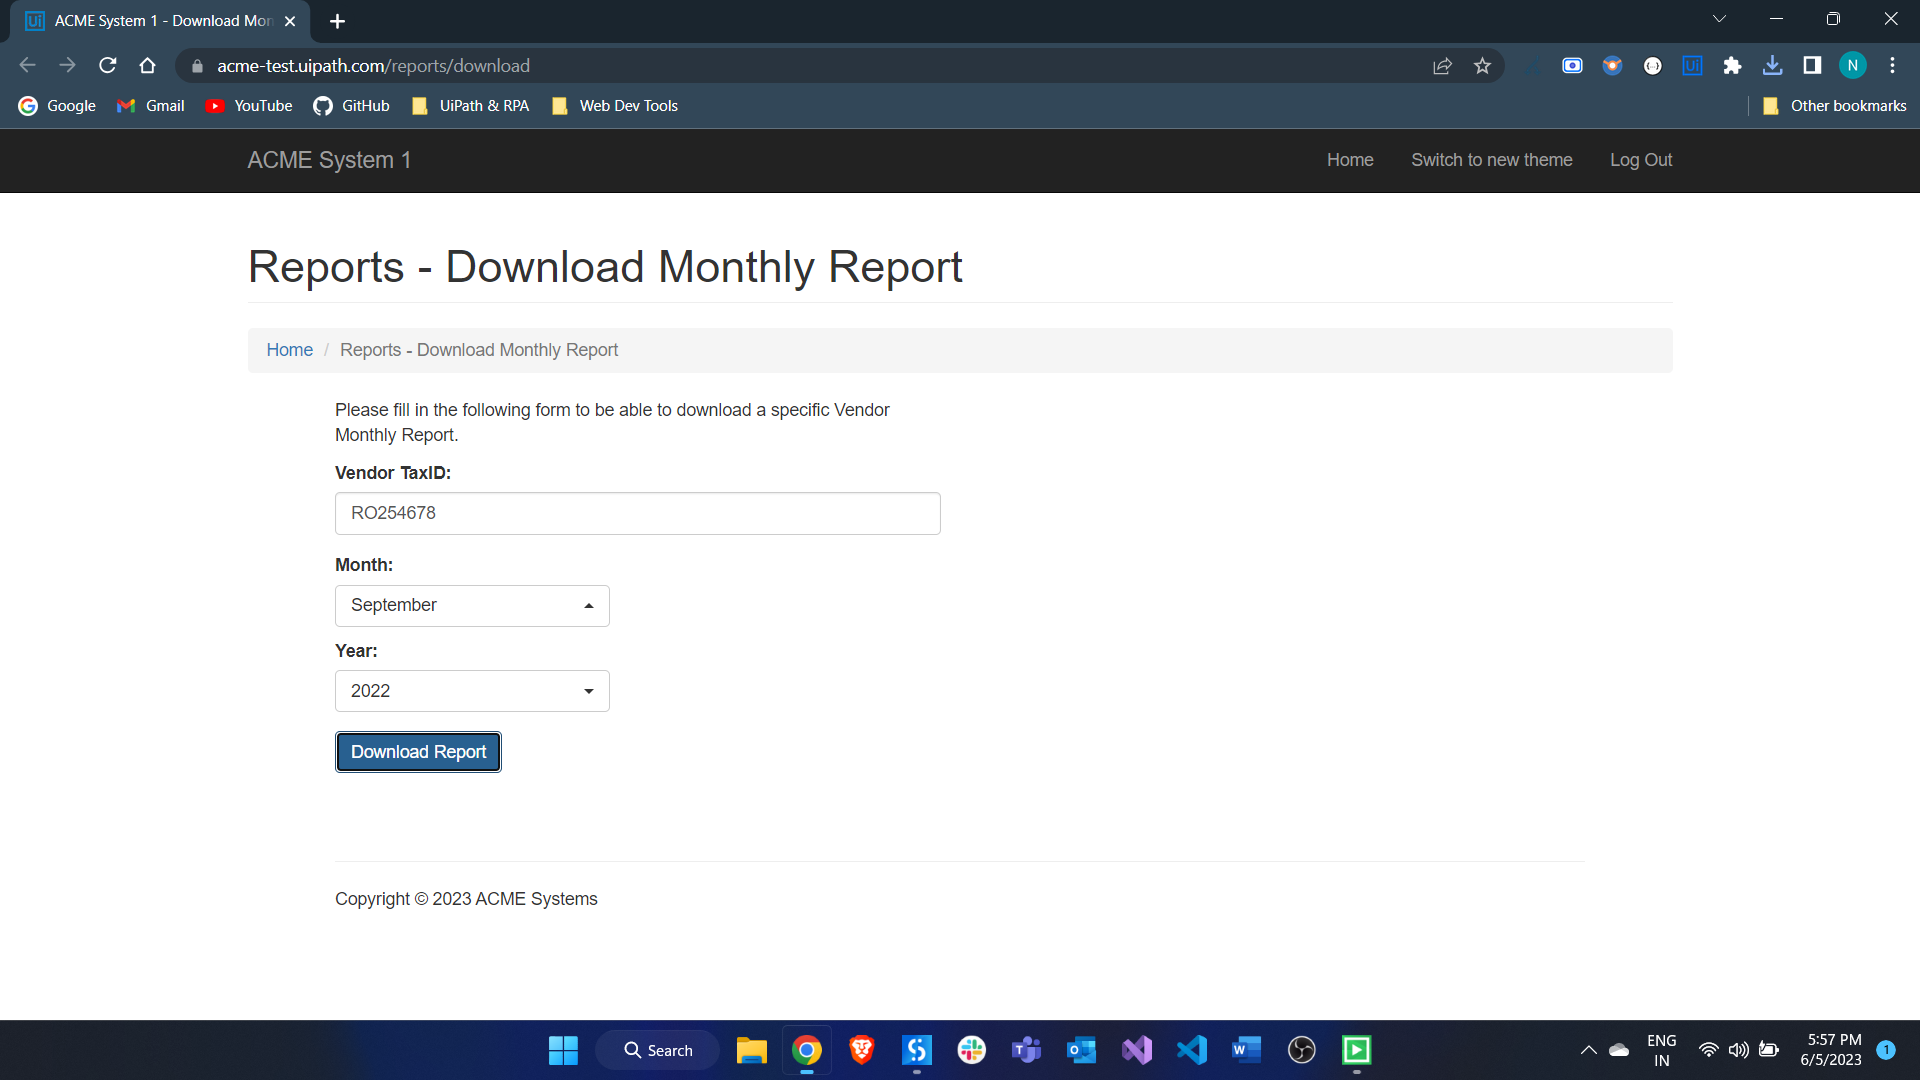 ACME System 1 - Download Mon
acme-test.uipath.com/reports/download
N
Google
Gmail
YouTube
GitHub
UiPath & RPA
Web Dev Tools
Other bookmarks
ACME System 1
Home
Switch to new theme
Log Out
Reports - Download Monthly Report
Home / Reports - Download Monthly Report
Please fill in the following form to be able to download a specific Vendor
Monthly Report.
Vendor TaxID:
RO254678
Month:
September
Year:
2022
Download Report
Copyright © 2023 ACME Systems
Search
ENG
IN
5:57 PM
6/5/2023
1